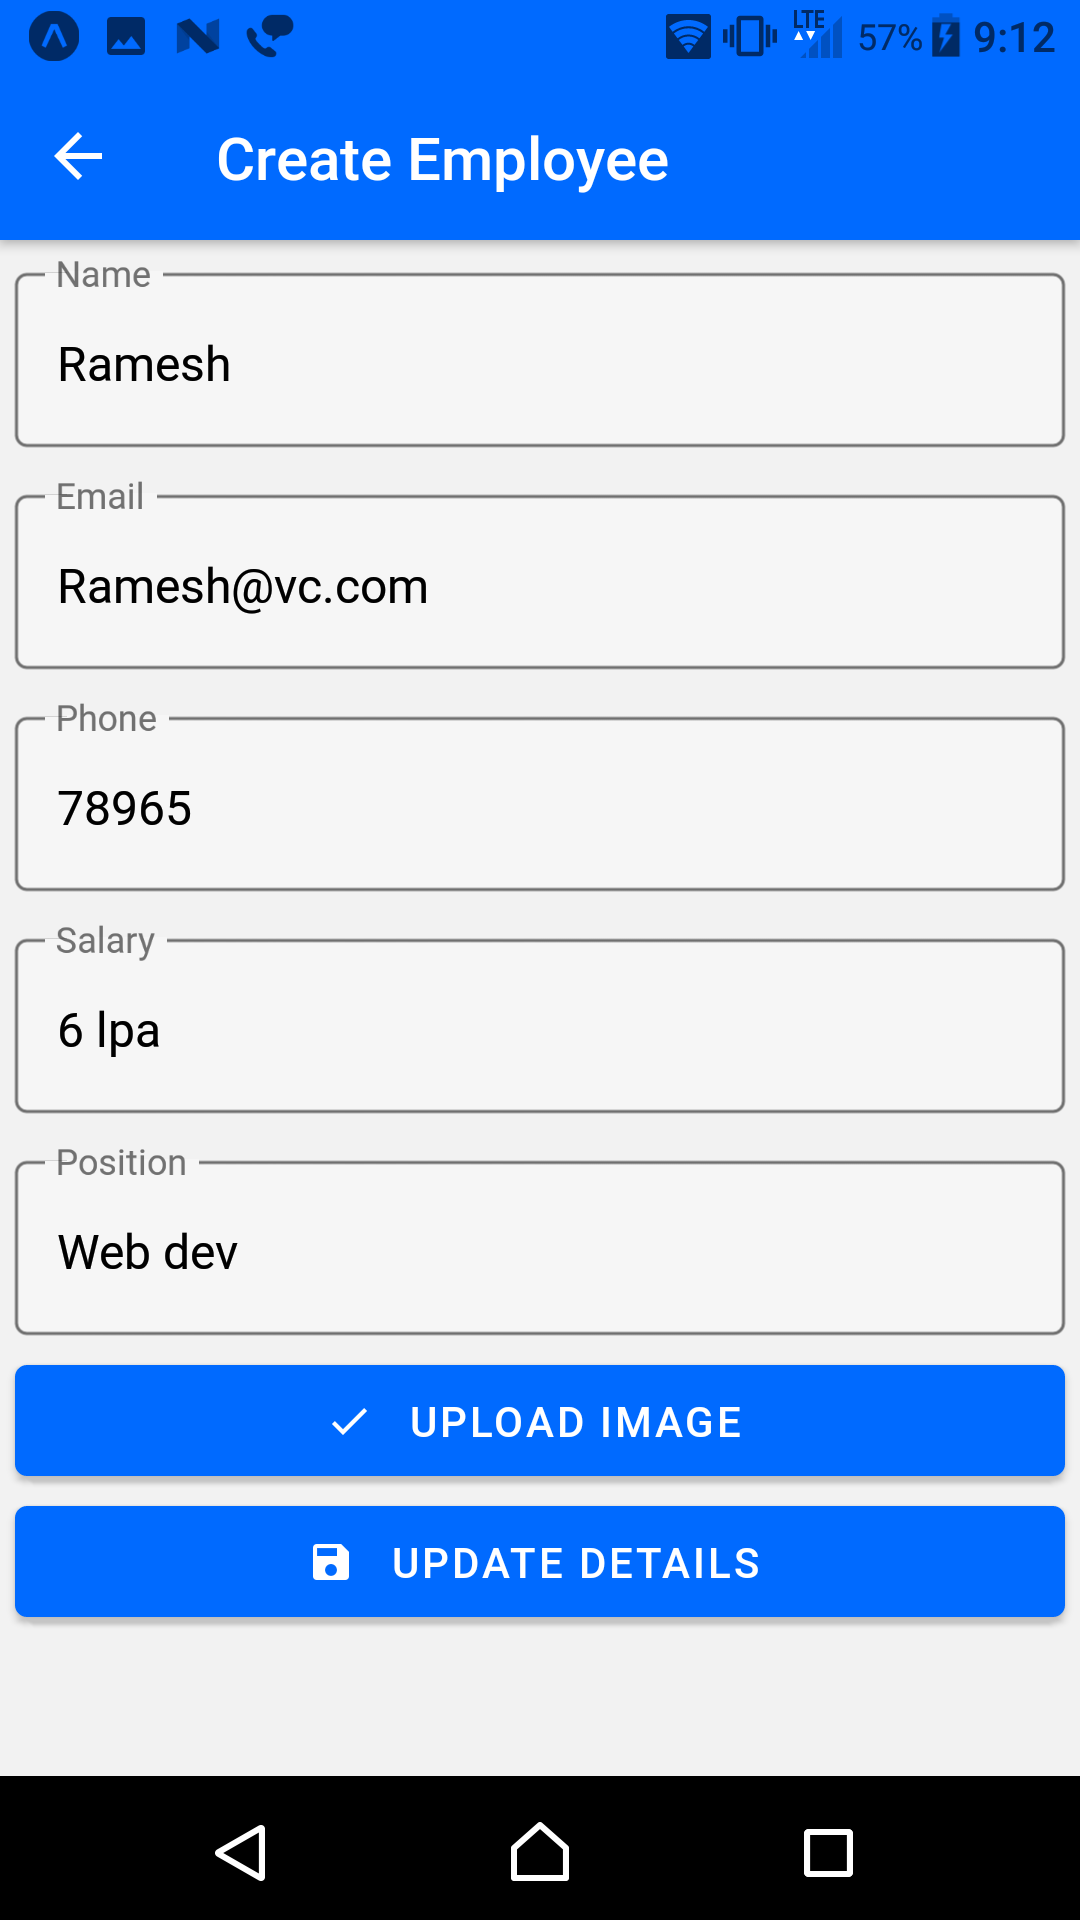 LTE 57% 9:12
Create Employee
Name
Ramesh
Email
Ramesh@vc.com
Phone
78965
Salary
6 lpa
Position
Web dev
UPLOAD IMAGE
UPDATE DETAILS